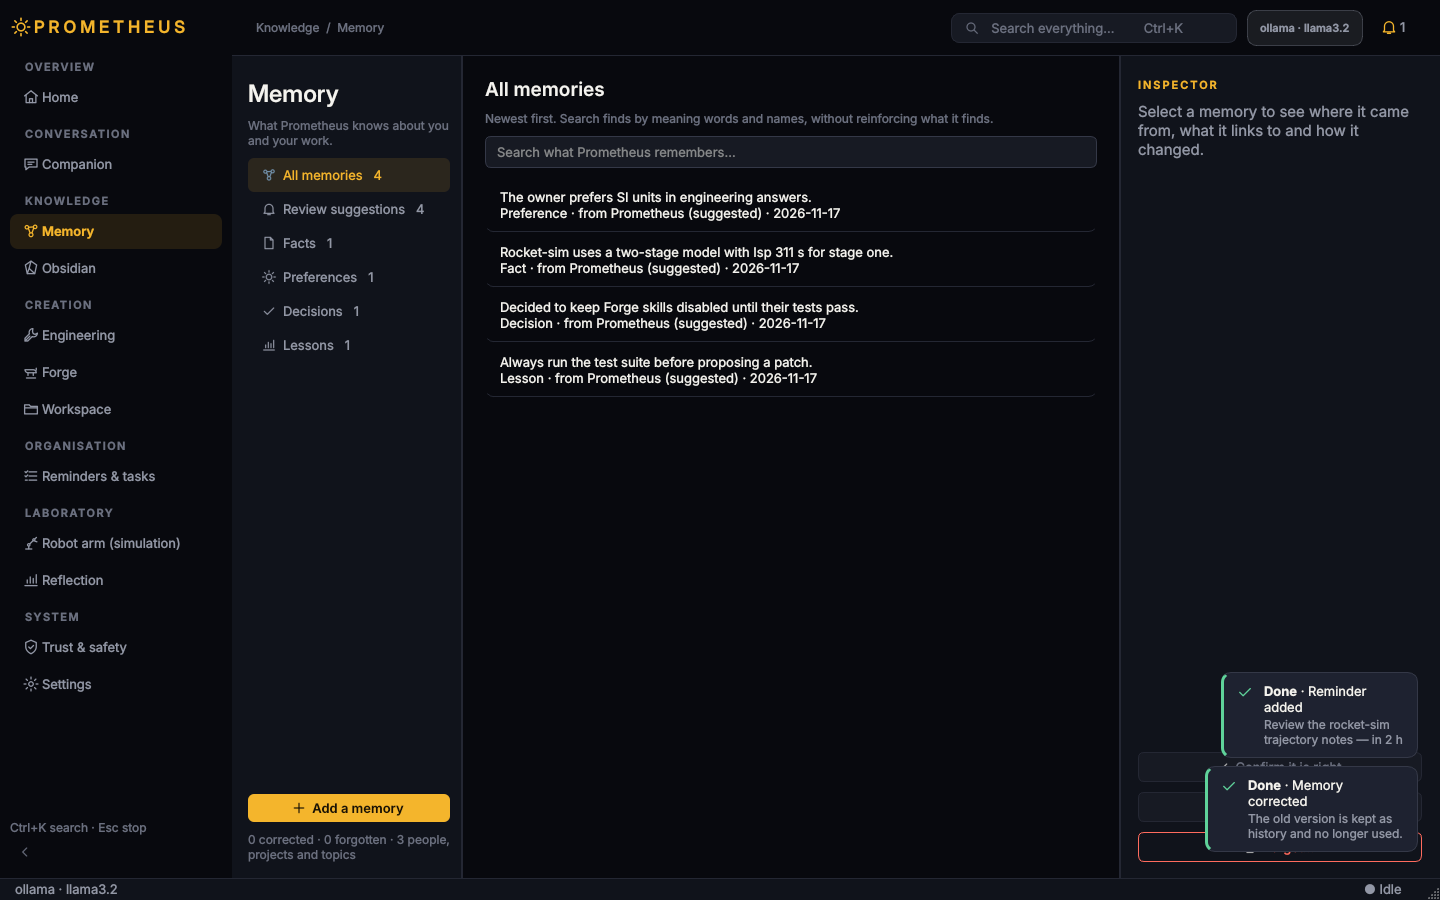 PROMETHEUS
Knowledge / Memory
Search everything... Ctrl+K
ollama · llama3.2
1
OVERVIEW
Home
CONVERSATION
Companion
KNOWLEDGE
Memory
Obsidian
CREATION
Engineering
Forge
Workspace
ORGANISATION
Reminders & tasks
LABORATORY
Robot arm (simulation)
Reflection
SYSTEM
Trust & safety
Settings
Ctrl+K search · Esc stop
Memory
What Prometheus knows about you
and your work.
All memories 4
Review suggestions 4
Facts 1
Preferences 1
Decisions 1
Lessons 1
Add a memory
0 corrected · 0 forgotten · 3 people,
projects and topics
All memories
Newest first. Search finds by meaning words and names, without reinforcing what it finds.
Search what Prometheus remembers...
The owner prefers SI units in engineering answers.
Preference · from Prometheus (suggested) · 2026-11-17
Rocket-sim uses a two-stage model with Isp 311 s for stage one.
Fact · from Prometheus (suggested) · 2026-11-17
Decided to keep Forge skills disabled until their tests pass.
Decision · from Prometheus (suggested) · 2026-11-17
Always run the test suite before proposing a patch.
Lesson · from Prometheus (suggested) · 2026-11-17
INSPECTOR
Select a memory to see where it came
from, what it links to and how it
changed.
Done · Reminder
added
Review the rocket-sim
trajectory notes — in 2 h
Confirm it is right
Done · Memory
corrected
The old version is kept as
history and no longer used.
ollama · llama3.2
Idle